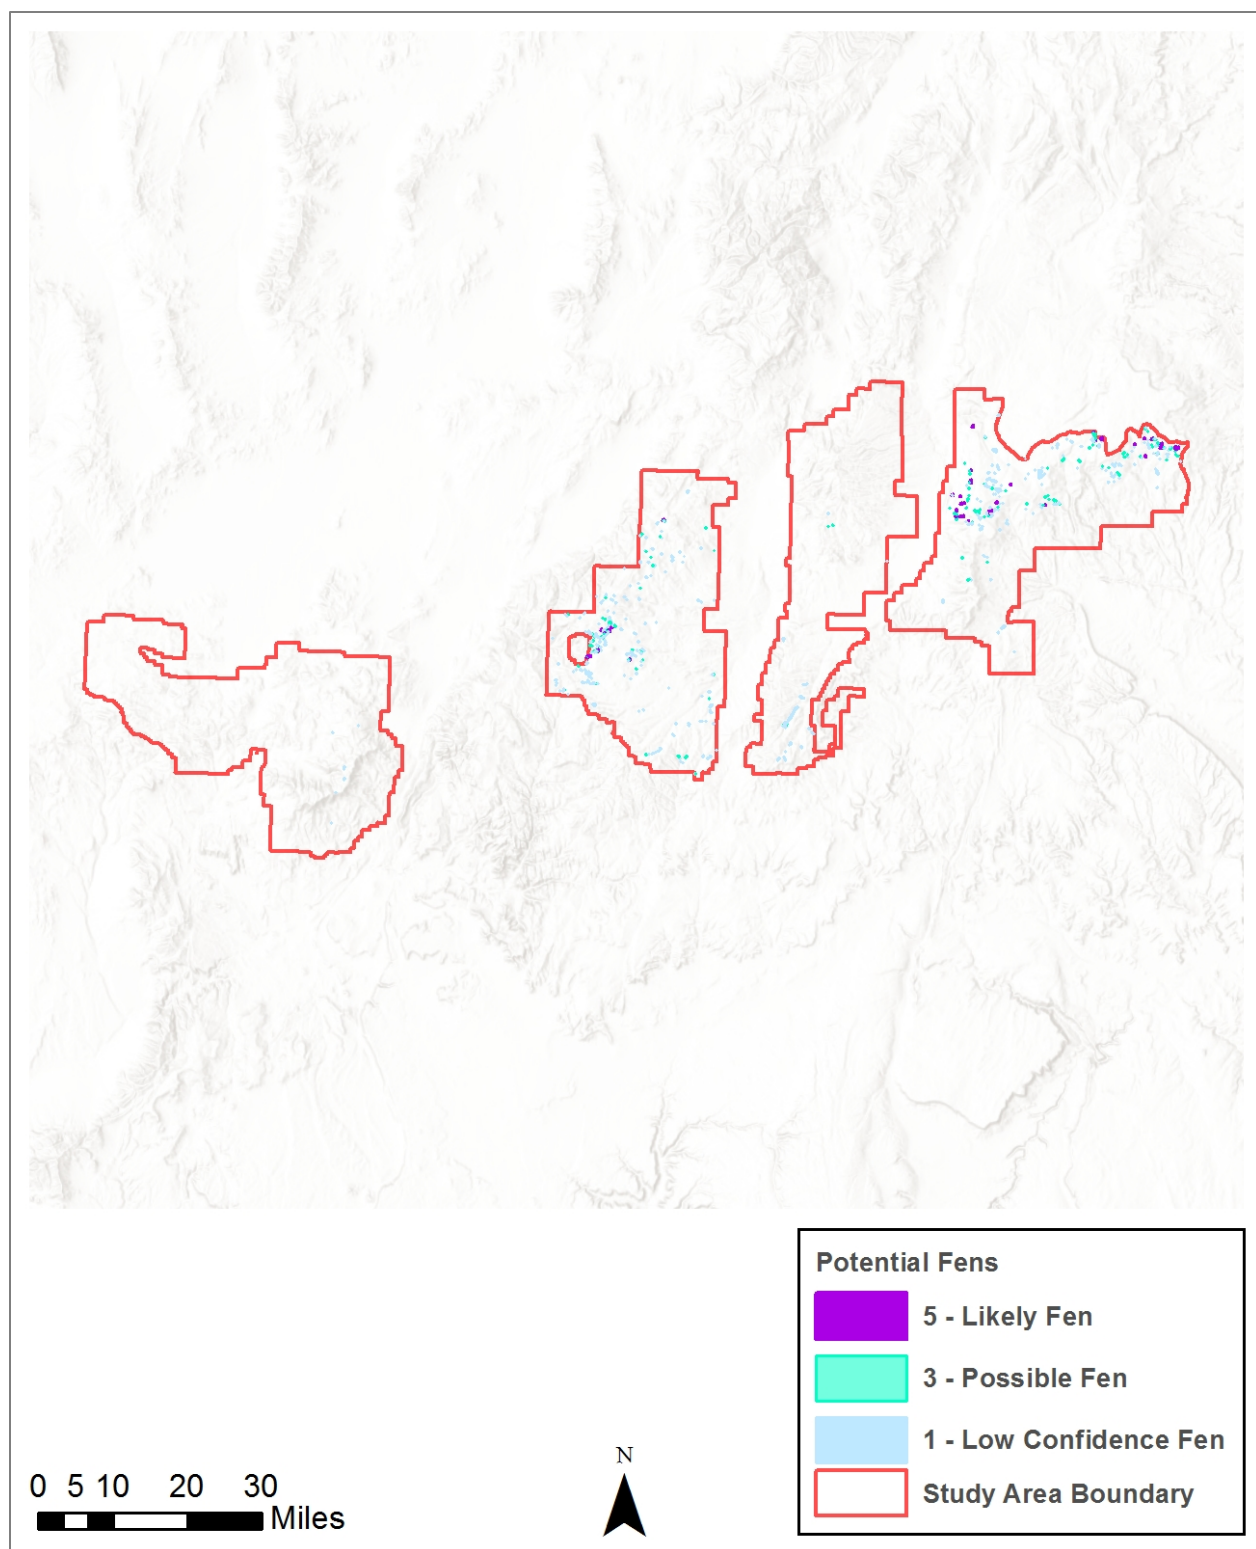 Potential Fens
5 - Likely Fen
3 - Possible Fen
1 - Low Confidence Fen
Study Area Boundary
0 5 10 20 30
Miles
N